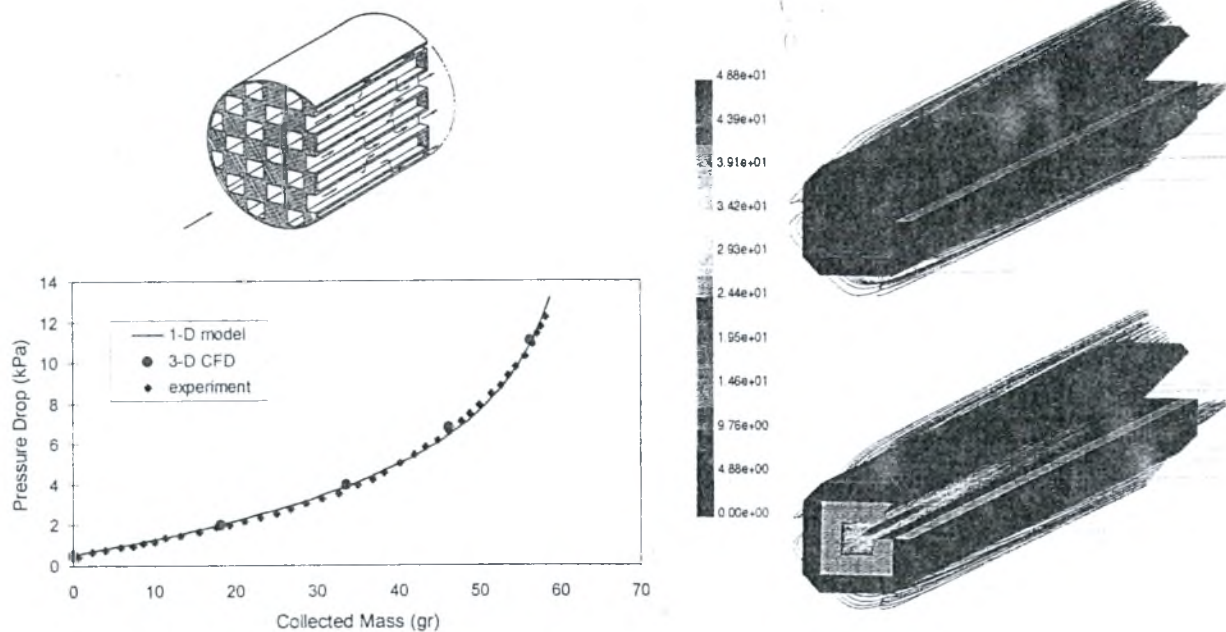 14
12
10
8
6
4
2
0
Pressure Drop (kPa)
1-D model
3-D CFD
experiment
0 10 20 30 40 50 60 70
Collected Mass (gr)
4.88e+01
4.39e+01
3.91e+01
3.42e+01
2.93e+01
2.44e+01
1.95e+01
1.46e+01
9.76e+00
4.88e+00
0.00e+00